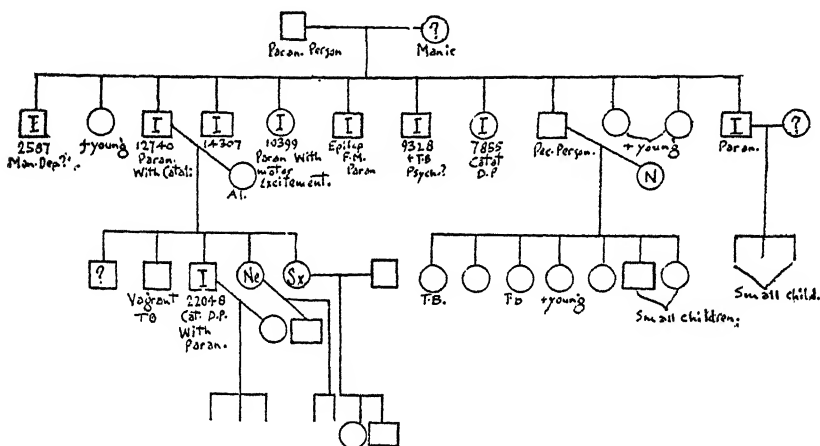 ?
Paran. Person
Manic
I
I
I
I
I
I
I
I
?
2587
Man. Dep?
+young
12740
Paran.
With Catal:
14307
10399
Paran With
motor
Excitement.
Epilep
F.M.
Paran
9328
+ T.B
Psych.?
7855
Catat
D.P
Pec. Person.
+ young
Paran.
Al.
N
?
I
Ne
Sx
Vagrant
TB
22048
Cat. D.P.
With
Paran.
T.B.
T.B
+young
Small children.
Small child.